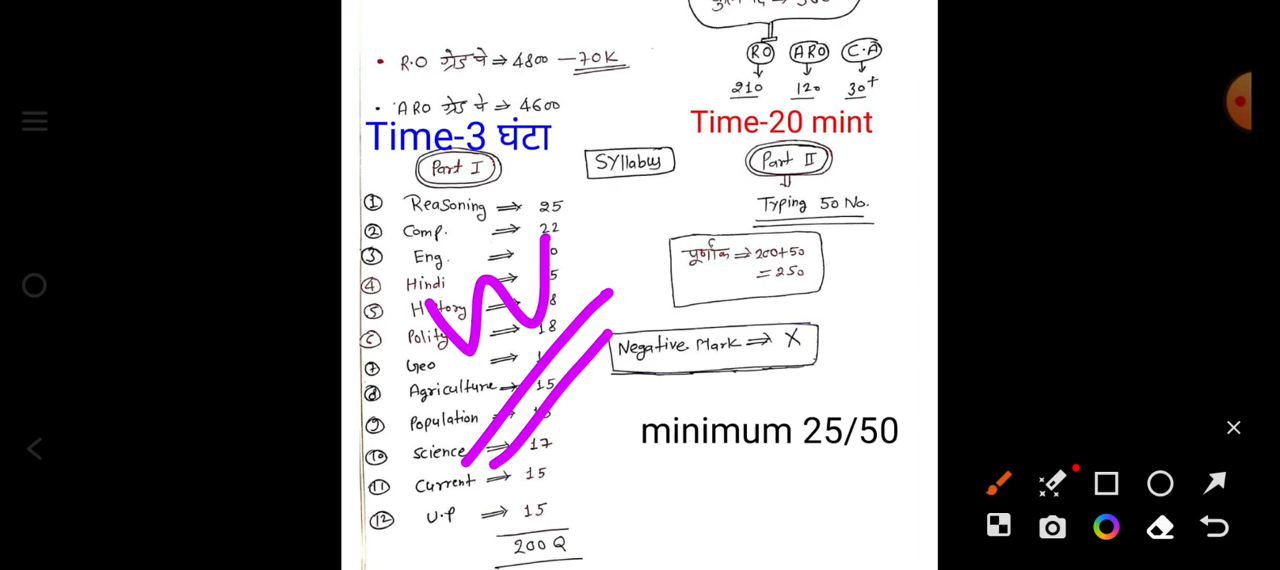 RO ARO C.A
210 120 30+
• R.O ग्रेड पे ⇒ 4800 — 70K
• ARO ग्रेड पे ⇒ 4600
Time-3 घंटा
Time-20 mint
Part I
Syllabus
Part II
Typing 50 No.
① Reasoning ⇒ 25
② Comp. ⇒ 22
③ Eng. ⇒
④ Hindi ⇒
⑤ History ⇒
⑥ Polity ⇒ 18
⑦ Geo ⇒
⑧ Agriculture ⇒ 15
⑨ Population ⇒
⑩ Science ⇒ 17
⑪ Current ⇒ 15
⑫ U.P ⇒ 15
200 Q
पूर्णांक ⇒ 200+50
= 250
Negative Mark ⇒ X
minimum 25/50